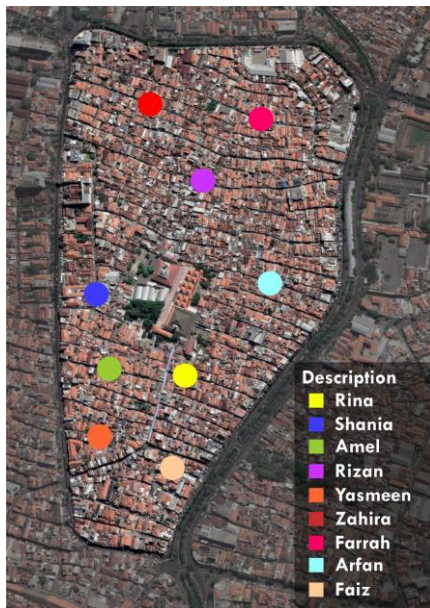 Description
Rina
Shania
Amel
Rizan
Yasmeen
Zahira
Farrah
Arfan
Faiz